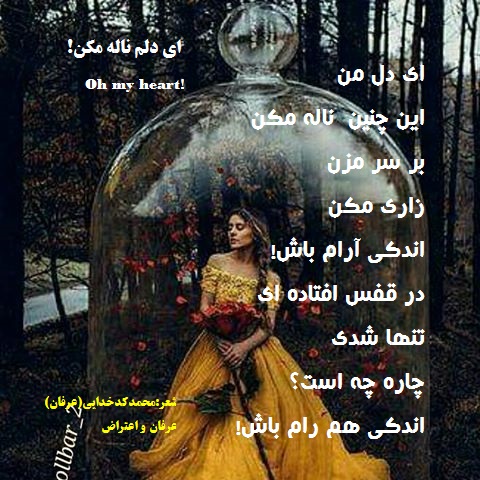 ای دلم ناله مکن!
Oh my heart!
ای دل من
این چنین ناله مکن
بر سر مزن
زاری مکن
اندکی آرام باش!
در قفس افتاده ای
تنها شدی
چاره چه است؟
اندکی هم رام باش!
شعر:محمدکدخدایی(عرفان)
عرفان و اعتراض
ollbar_